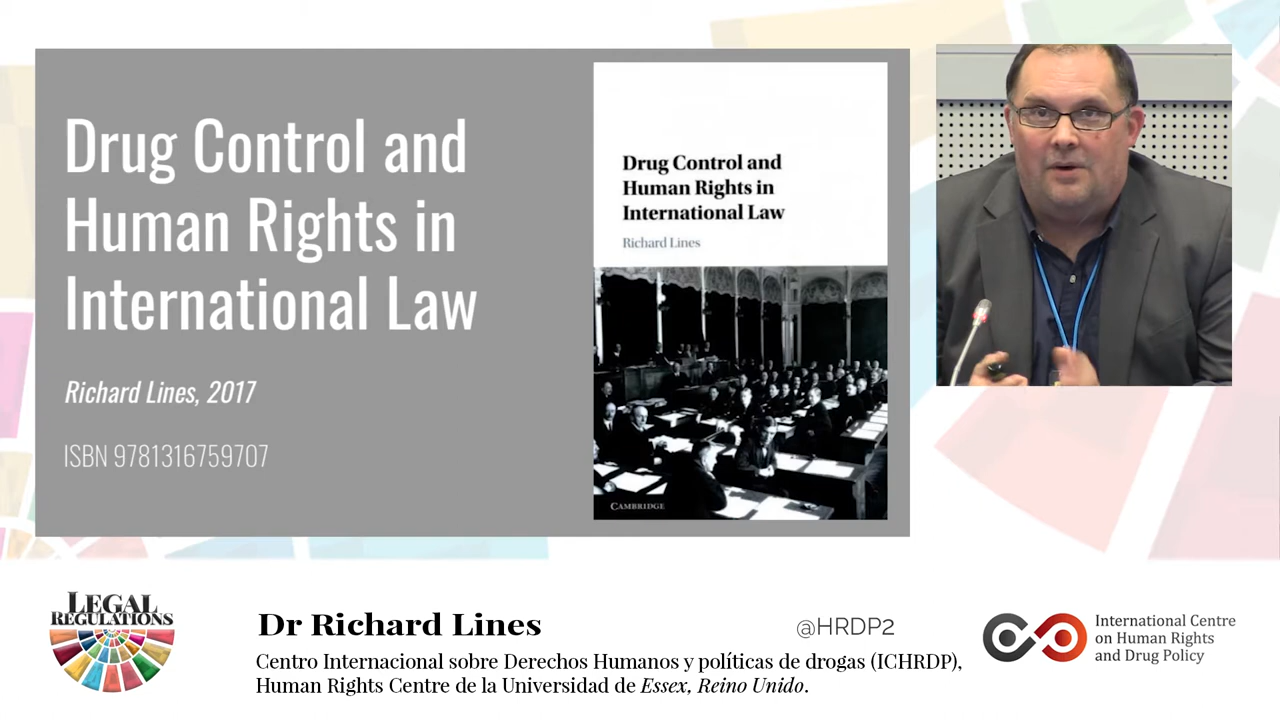 Drug Control and
Human Rights in
International Law
Richard Lines, 2017
ISBN 9781316759707
Drug Control and
Human Rights in
International Law
Richard Lines
CAMBRIDGE
LEGAL
REGULATIONS
Dr Richard Lines
@HRDP2
Centro Internacional sobre Derechos Humanos y políticas de drogas (ICHRDP),
Human Rights Centre de la Universidad de Essex, Reino Unido.
International Centre
on Human Rights
and Drug Policy